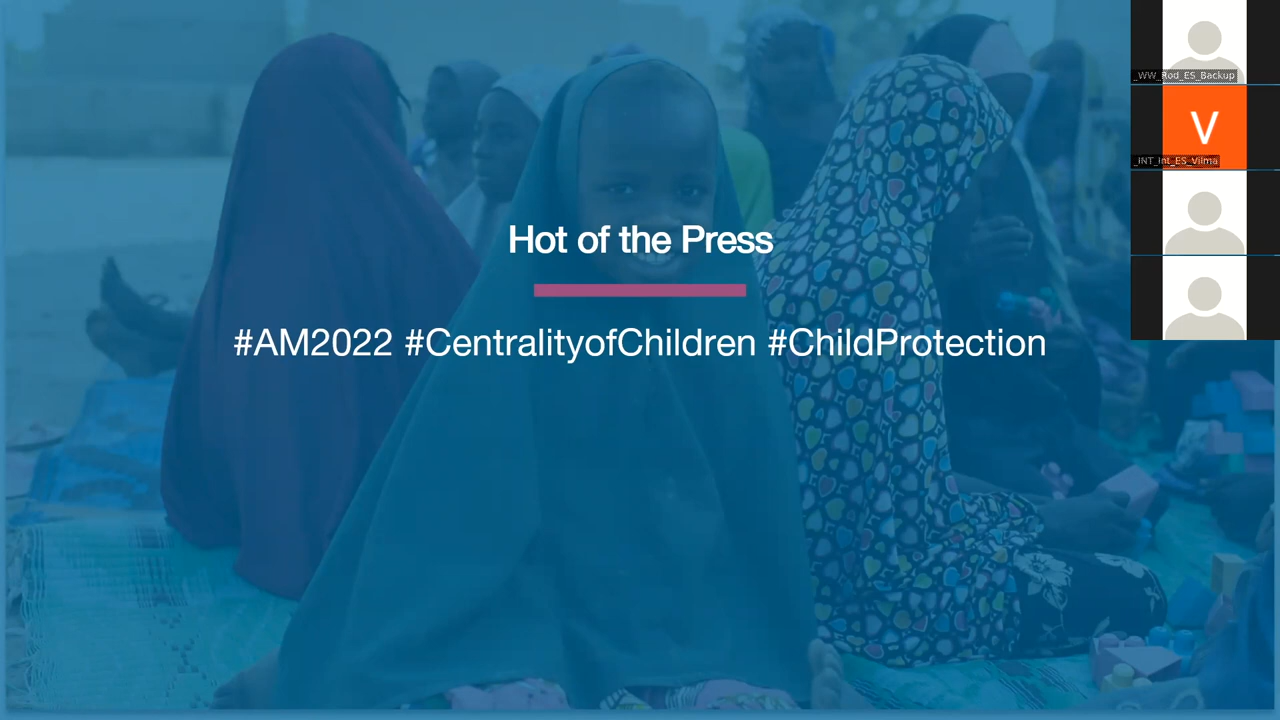 Hot of the Press
#AM2022 #CentralityofChildren #ChildProtection
_WW_Rod_ES_Backup
V
_INT_Int_ES_Vilma